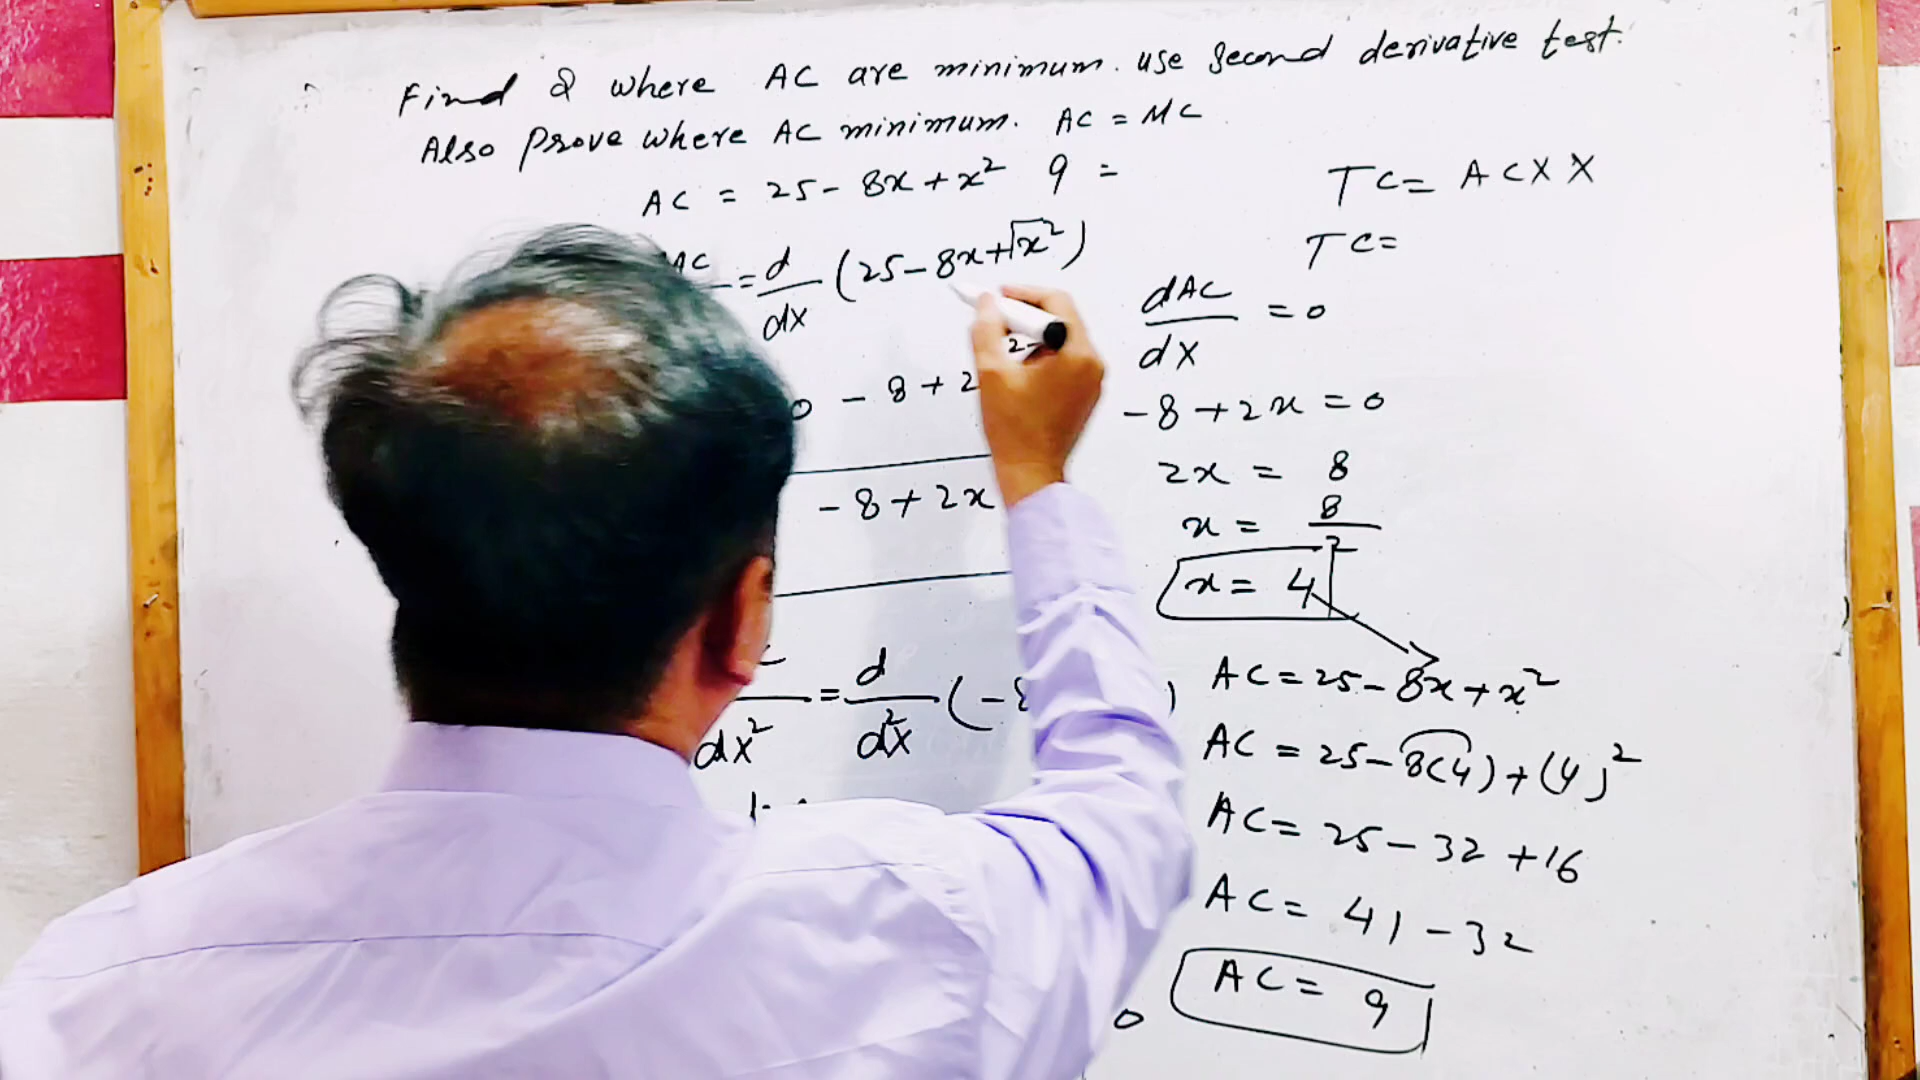 Find Q where AC are minimum. use second derivative test.
Also Prove where AC minimum. AC = MC
AC = 25 - 8x + x² 9 =
= d/dx (25 - 8x + x²)
0 - 8 + 2
- 8 + 2x
dx² = d/d²x (-8 )
TC = AC X X
TC =
dAC/dX = 0
-8 + 2x = 0
2x = 8
x = 8/2
x = 4
AC = 25 - 8x + x²
AC = 25 - 8(4) + (4)²
AC = 25 - 32 + 16
AC = 41 - 32
AC = 9
0